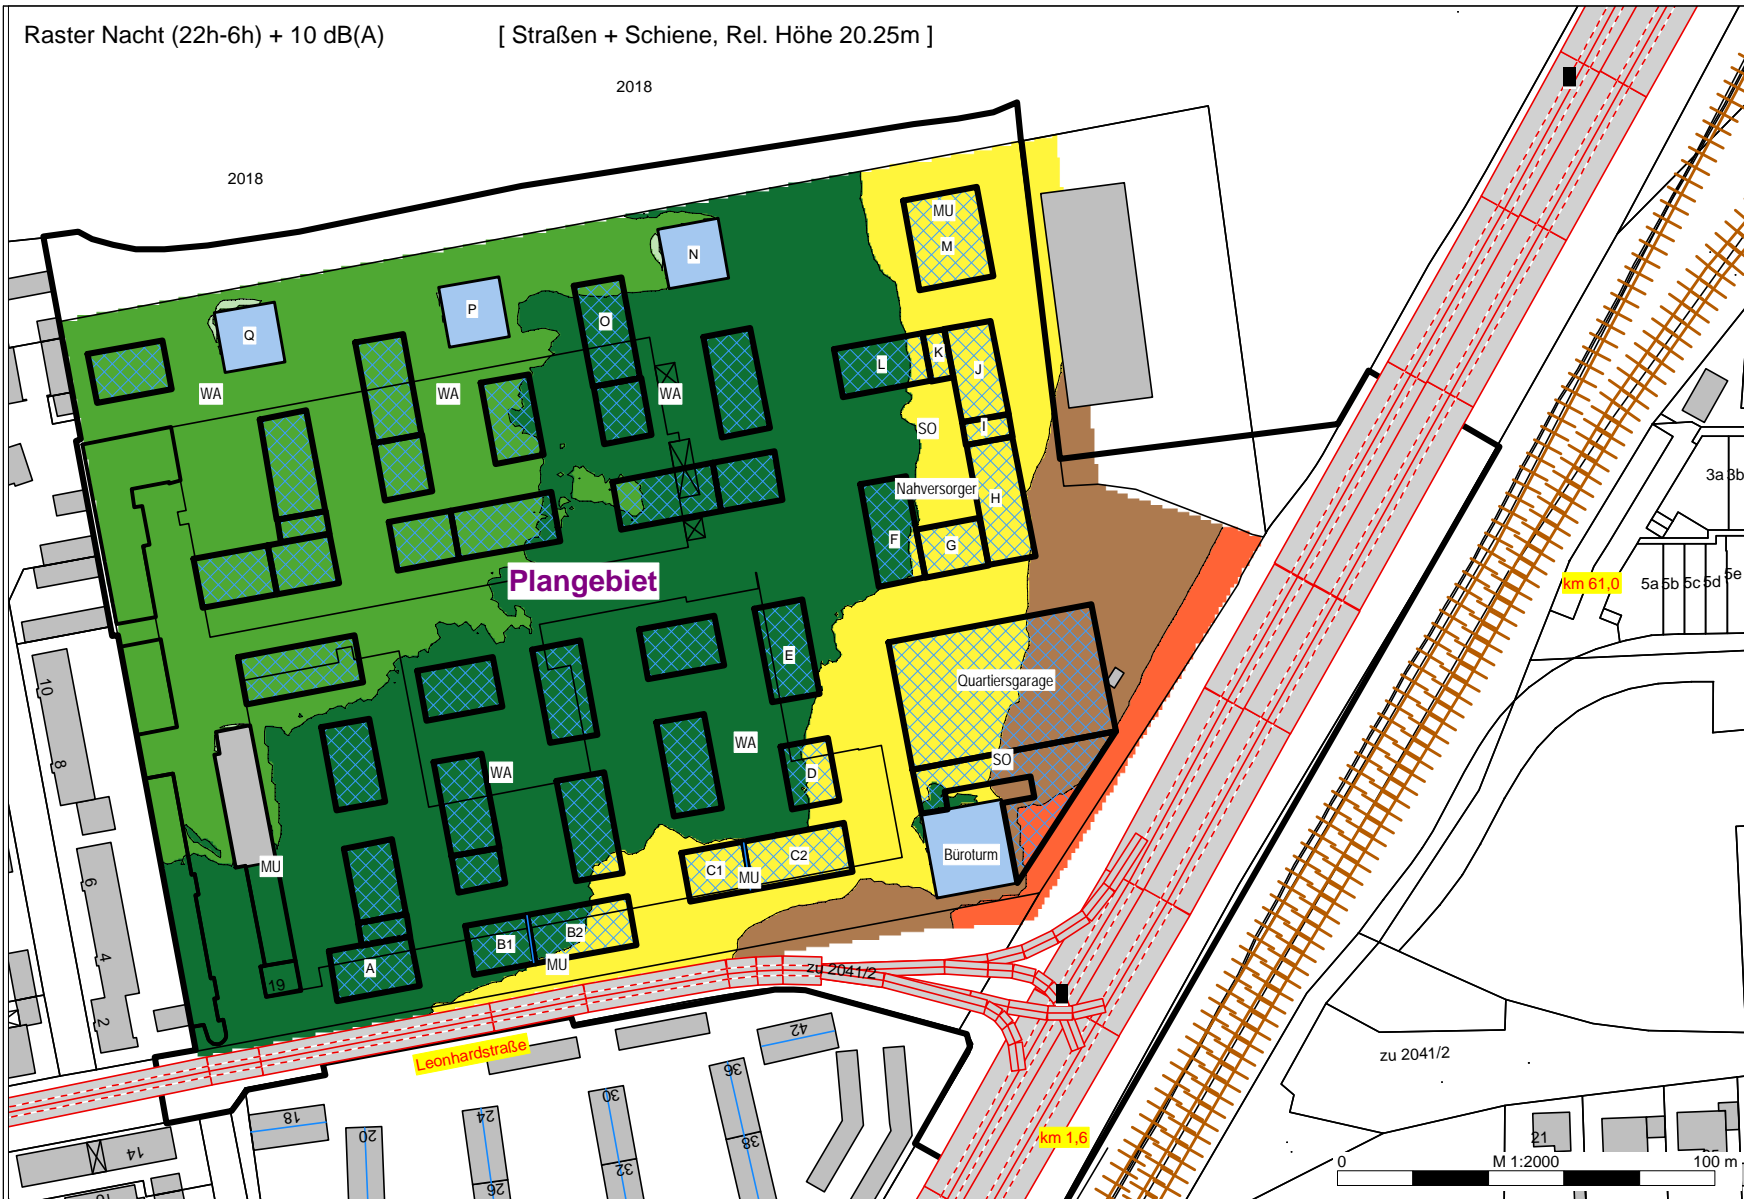 Raster Nacht (22h-6h) + 10 dB(A)
[ Straßen + Schiene, Rel. Höhe 20.25m ]
2018
2018
MU
M
N
P
Q
O
L
K
J
I
WA
WA
WA
SO
Nahversorger
H
F
G
Plangebiet
km 61,0
3a
3b
5a
5b
5c
5d
5e
E
Quartiersgarage
WA
WA
D
SO
10
8
6
4
2
MU
C1
C2
MU
Büroturm
B1
B2
MU
A
19
zu 2041/2
Leonhardstraße
42
36
30
24
18
20
38
32
26
14
zu 2041/2
km 1,6
21
0
M 1:2000
100 m